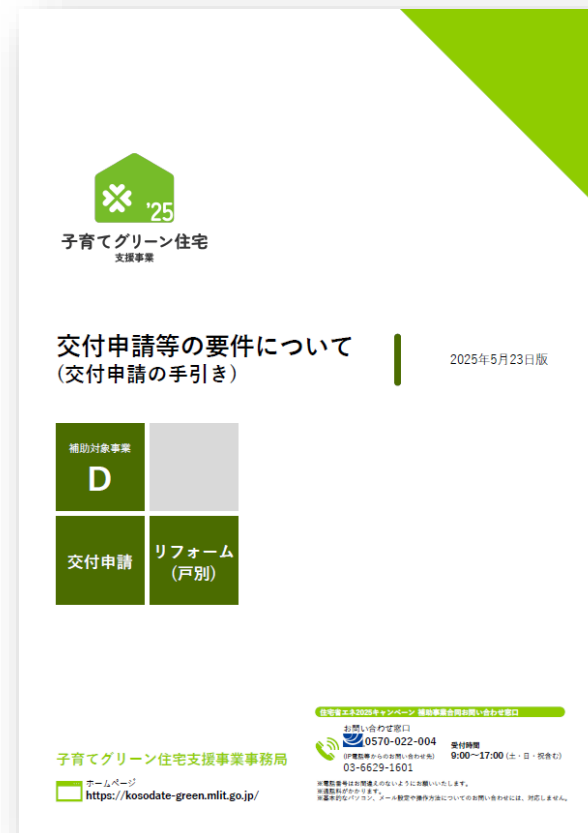 '25
子育てグリーン住宅
支援事業
交付申請等の要件について
(交付申請の手引き)
2025年5月23日版
補助対象事業
D
交付申請
リフォーム
(戸別)
子育てグリーン住宅支援事業事務局
ホームページ
https://kosodate-green.mlit.go.jp/
住宅省エネ2025キャンペーン 補助事業合同お問い合わせ窓口
お問い合わせ窓口
0570-022-004
(IP電話等からのお問い合わせ先)
03-6629-1601
受付時間
9:00～17:00 (土・日・祝含む)
※電話番号はお間違えのないようにお願いいたします。
※通話料がかかります。
※基本的なパソコン、メール設定や操作方法についてのお問い合わせには、対応しません。